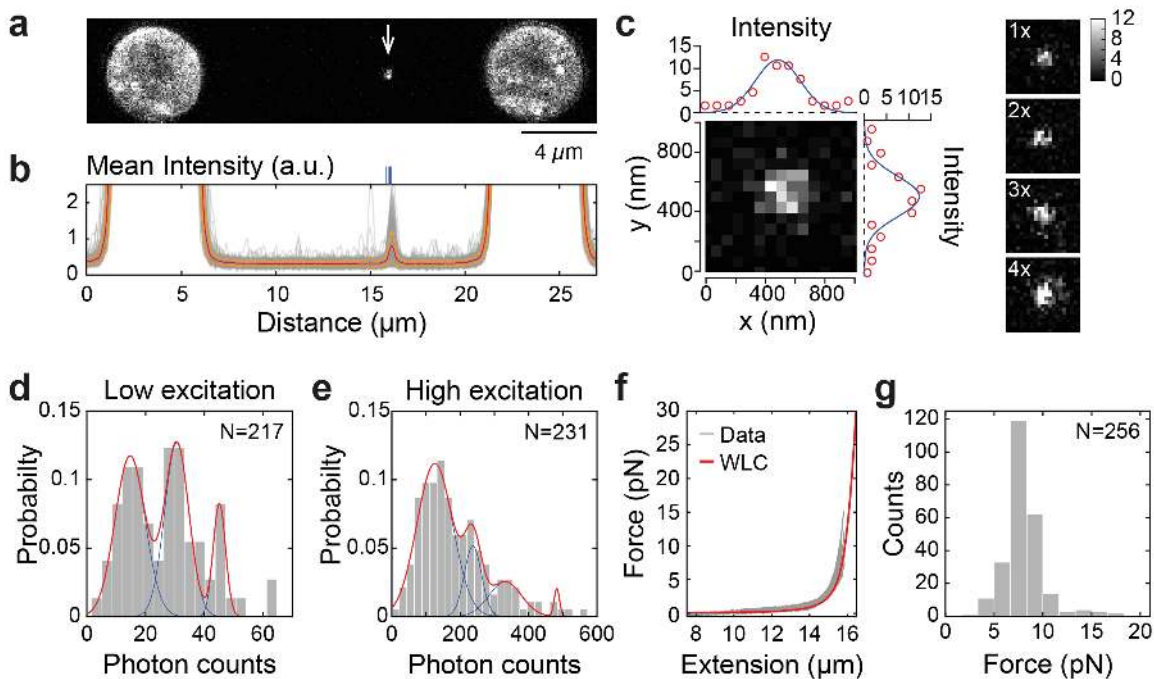 a
4 µm
b
Mean Intensity (a.u.)
2
1
0
0 5 10 15 20 25
Distance (µm)
c
Intensity
15
10
5
0
0 5 10 15
Intensity
y (nm)
800
400
0
0 400 800
x (nm)
1x
2x
3x
4x
12
8
4
0
d
Low excitation
N=217
Probabilty
0.15
0.1
0.05
0
0 20 40 60
Photon counts
e
High excitation
N=231
Probability
0.15
0.1
0.05
0
0 200 400 600
Photon counts
f
Data
WLC
Force (pN)
30
25
20
15
10
5
0
8 10 12 14 16
Extension (µm)
g
N=256
Counts
120
100
80
60
40
20
0
0 5 10 15 20
Force (pN)